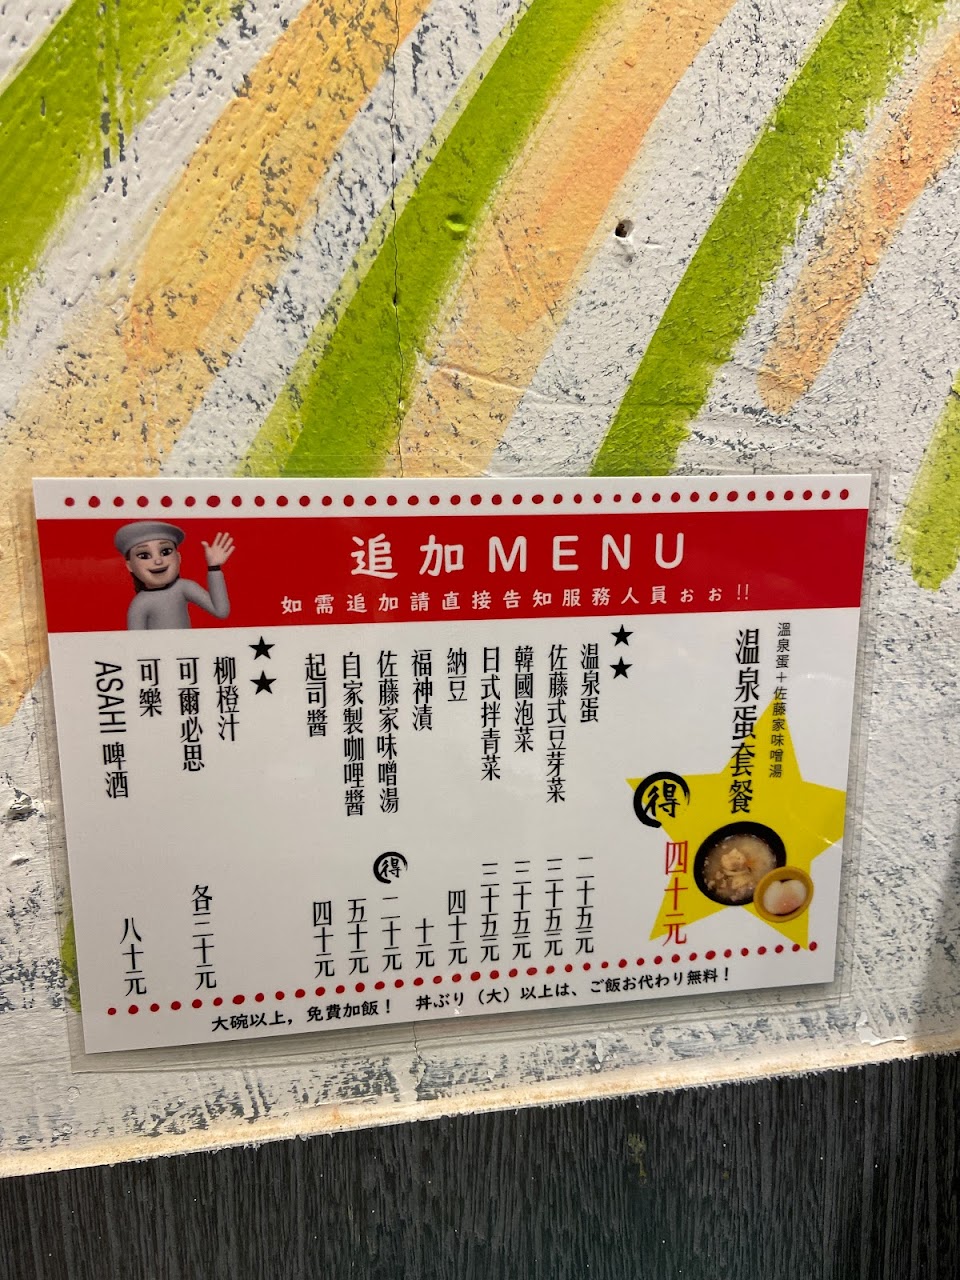 追加MENU
如需追加請直接告知服務人員ぉぉ!!
溫泉蛋+佐藤家味噌湯
溫泉蛋套餐
得
四十元
★★
溫泉蛋 二十五元
佐藤式豆芽菜 三十五元
韓國泡菜 三十五元
日式拌青菜 三十五元
納豆 四十元
福神漬 十元
佐藤家味噌湯 得 二十元
自家製咖哩醬 五十元
起司醬 四十元
★★
柳橙汁
可爾必思 各三十元
可樂
ASAHI 啤酒 八十元
大碗以上，免費加飯！ 丼ぶり（大）以上は、ご飯お代わり無料！